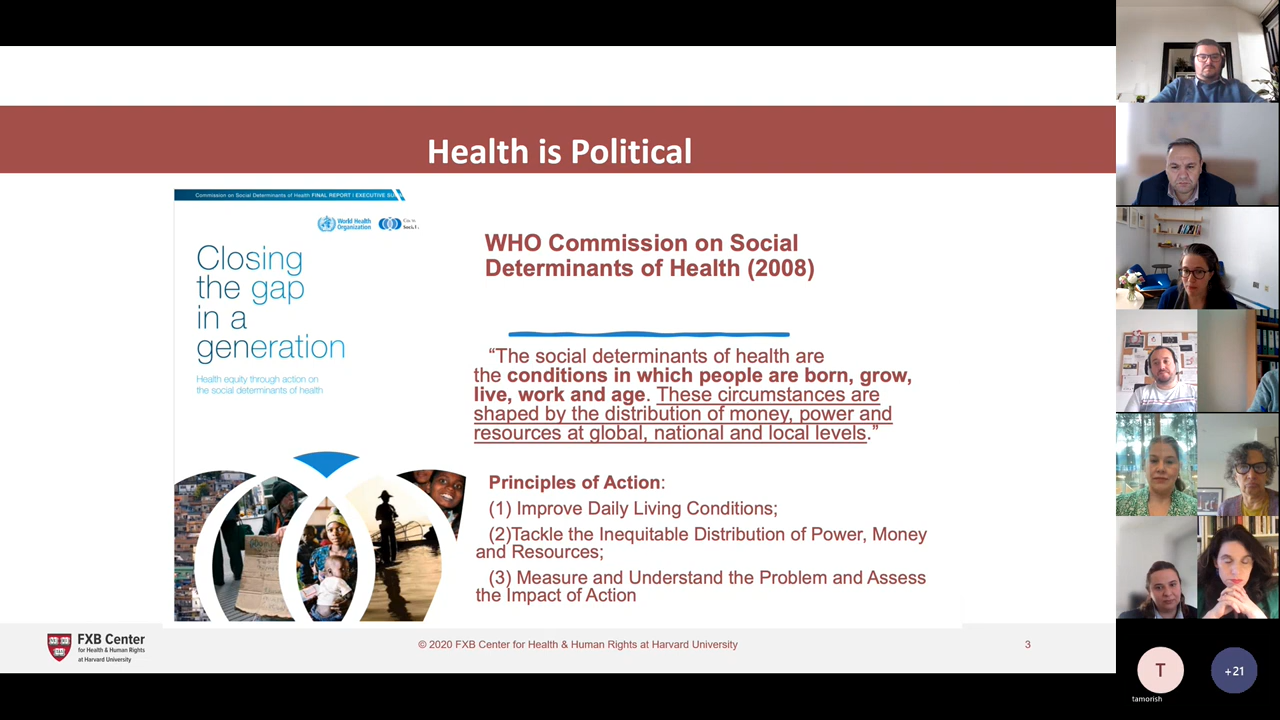 Health is Political
Commission on Social Determinants of Health FINAL REPORT | EXECUTIVE
World Health
Organization
Closing
the gap
in a
generation
Health equity through action on
the social determinants of health
WHO Commission on Social
Determinants of Health (2008)
“The social determinants of health are
the conditions in which people are born, grow,
live, work and age. These circumstances are
shaped by the distribution of money, power and
resources at global, national and local levels.”
Principles of Action:
(1) Improve Daily Living Conditions;
(2)Tackle the Inequitable Distribution of Power, Money
and Resources;
(3) Measure and Understand the Problem and Assess
the Impact of Action
FXB Center
for Health & Human Rights
at Harvard University
© 2020 FXB Center for Health & Human Rights at Harvard University
3
T
tamorish
+21